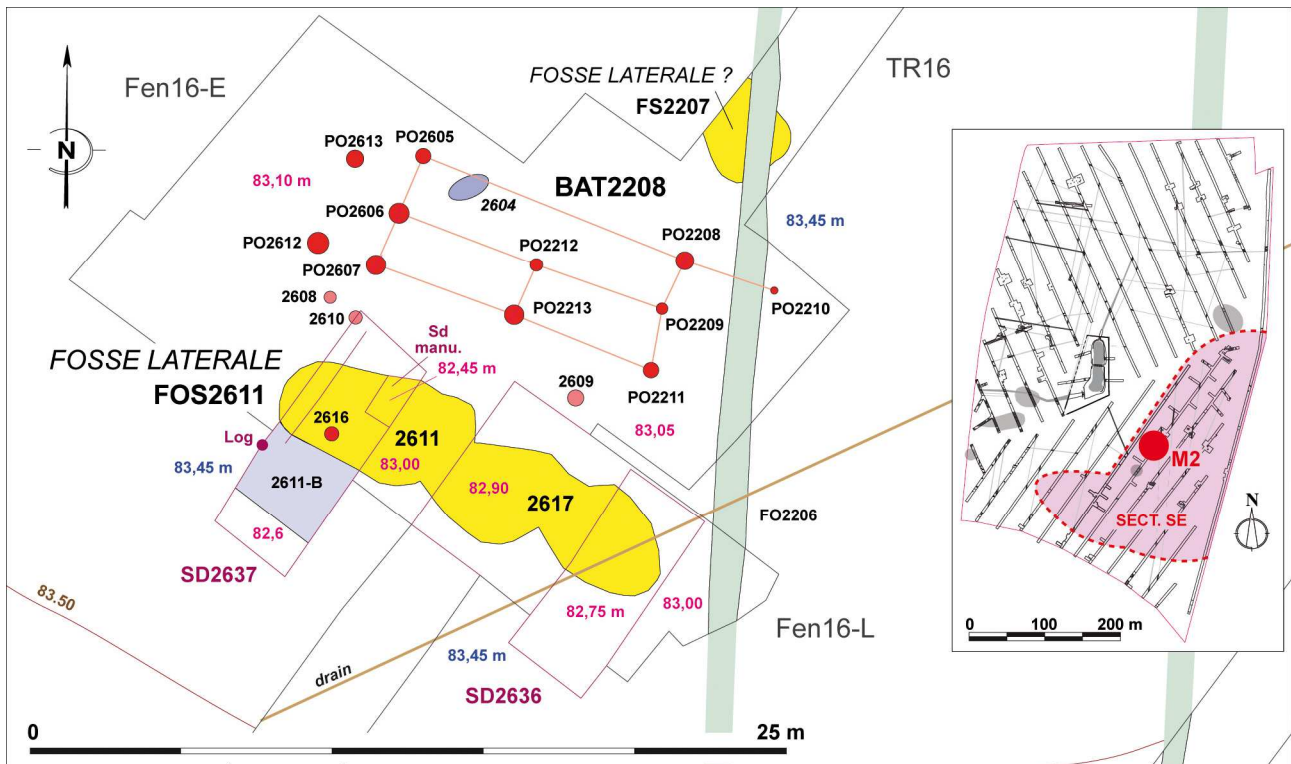 FOSSE LATERALE ?
FS2207
TR16
Fen16-E
N
PO2613
PO2605
83,10 m
BAT2208
2604
PO2606
83,45 m
PO2612
PO2212
PO2208
PO2607
2608
PO2210
PO2213
PO2209
2610
Sd
manu.
FOSSE LATERALE
82,45 m
FOS2611
2609
PO2211
2616
83,05
Log
2611
83,45 m
83,00
2611-B
82,90
2617
FO2206
82,6
SD2637
83,00
82,75 m
83.50
Fen16-L
83,45 m
drain
SD2636
0
25 m
M2
SECT. SE
N
0
100
200 m